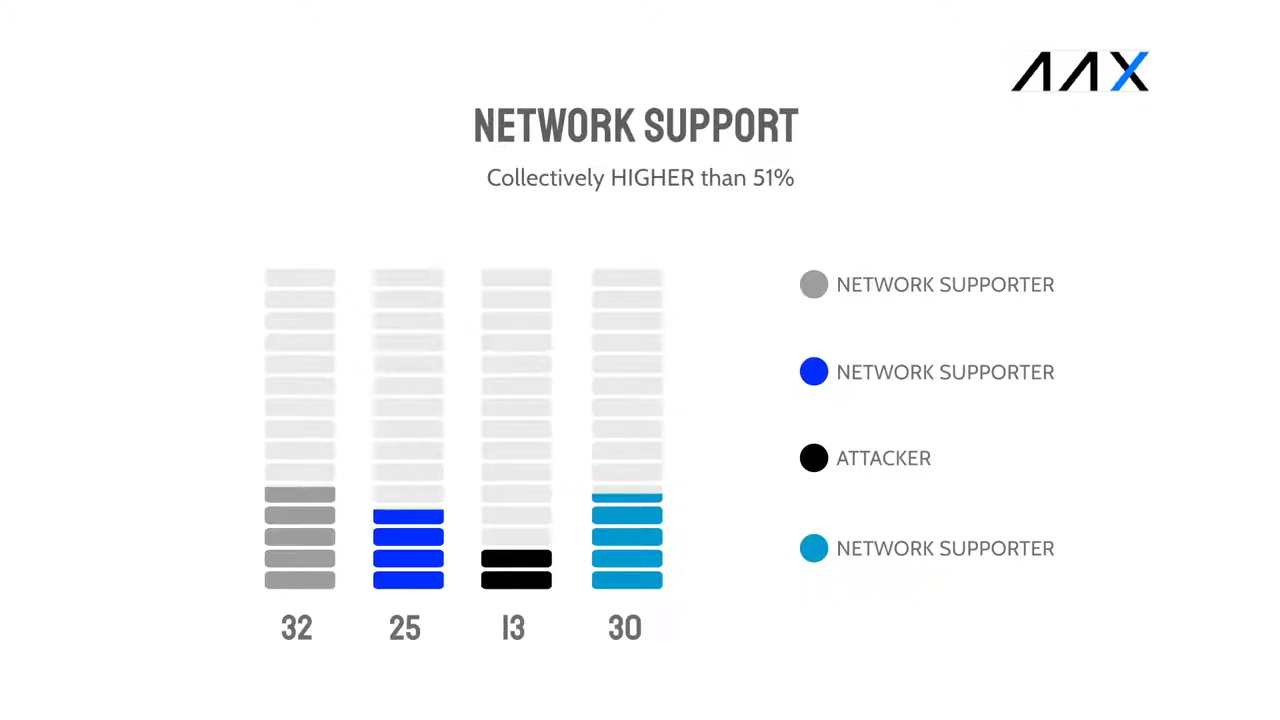 AAX
NETWORK SUPPORT
Collectively HIGHER than 51%
NETWORK SUPPORTER
NETWORK SUPPORTER
ATTACKER
NETWORK SUPPORTER
32
25
13
30